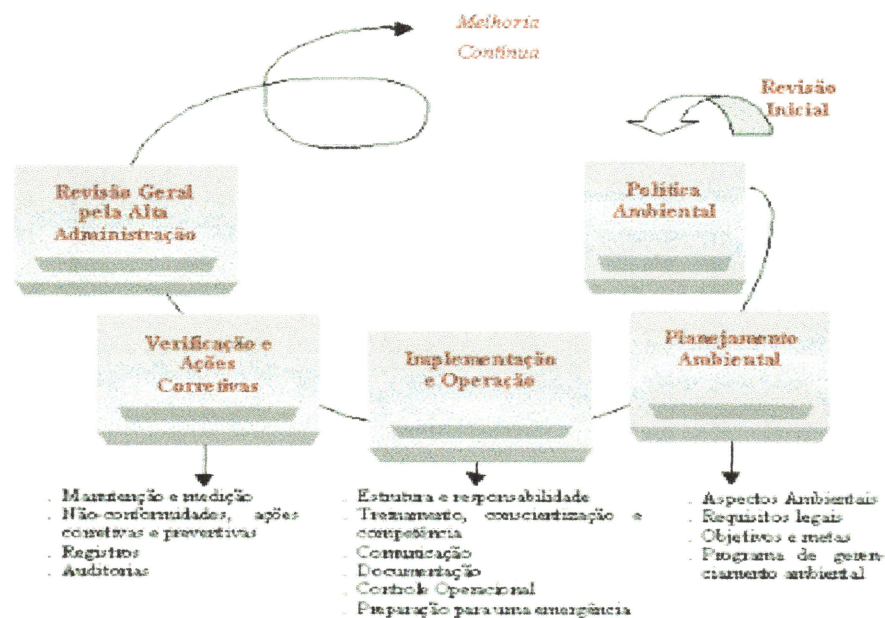 Melhoria
Contínua
Revisão
Inicial
Revisão Geral
pela Alta
Administração
Política
Ambiental
Verificação e
Ações
Corretivas
Implementação
e Operação
Planejamento
Ambiental
. Manutenção e medição
. Não-conformidades, ações
corretivas e preventivas
. Registros
. Auditorias
. Estrutura e responsabilidade
. Treinamento, conscientização e
competência
. Comunicação
. Documentação
. Controle Operacional
. Preparação para uma emergência
. Aspectos Ambientais
. Requisitos legais
. Objetivos e metas
. Programa de geren-
ciamento ambiental